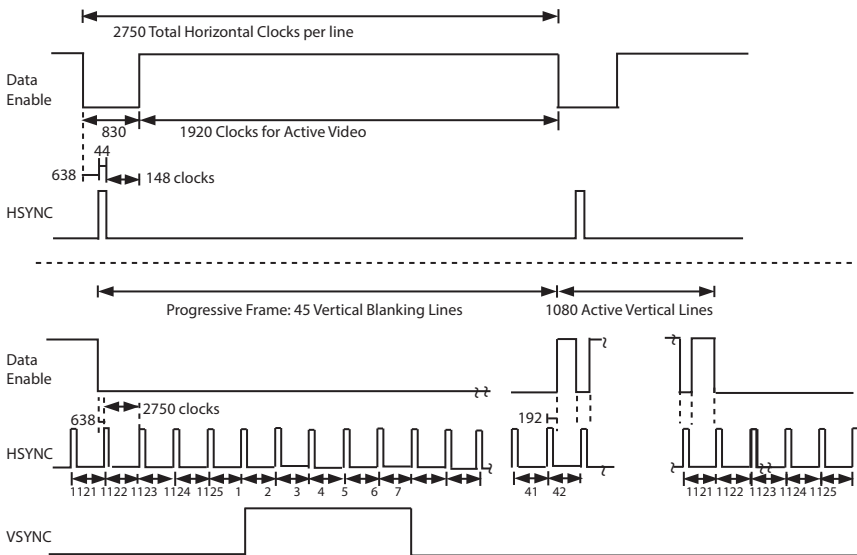 2750 Total Horizontal Clocks per line
Data
Enable
830
1920 Clocks for Active Video
44
638
148 clocks
HSYNC
Progressive Frame: 45 Vertical Blanking Lines
1080 Active Vertical Lines
Data
Enable
638
2750 clocks
192
HSYNC
1121 1122 1123 1124 1125 1 2 3 4 5 6 7 41 42 1121 1122 1123 1124 1125
VSYNC